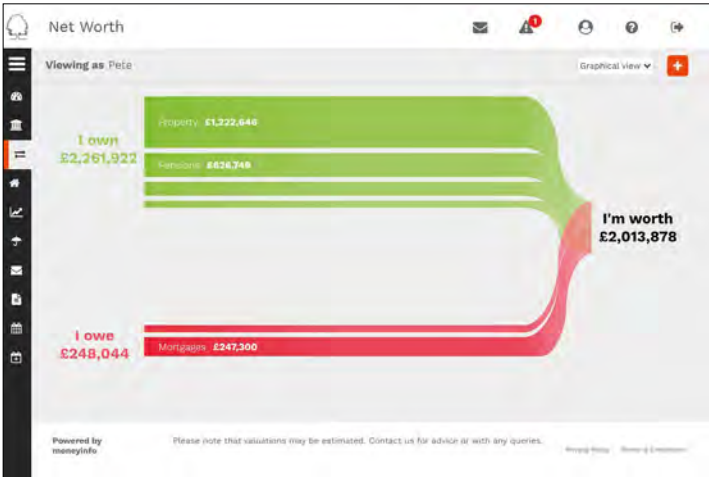 Net Worth
1
Viewing as Pete
Graphical view
I own
£2,261,922
Property £1,222,646
Pensions £626,749
I'm worth
£2,013,878
I owe
£248,044
Mortgages £247,300
Powered by
moneyinfo
Please note that valuations may be estimated. Contact us for advice or with any queries.
Privacy Policy